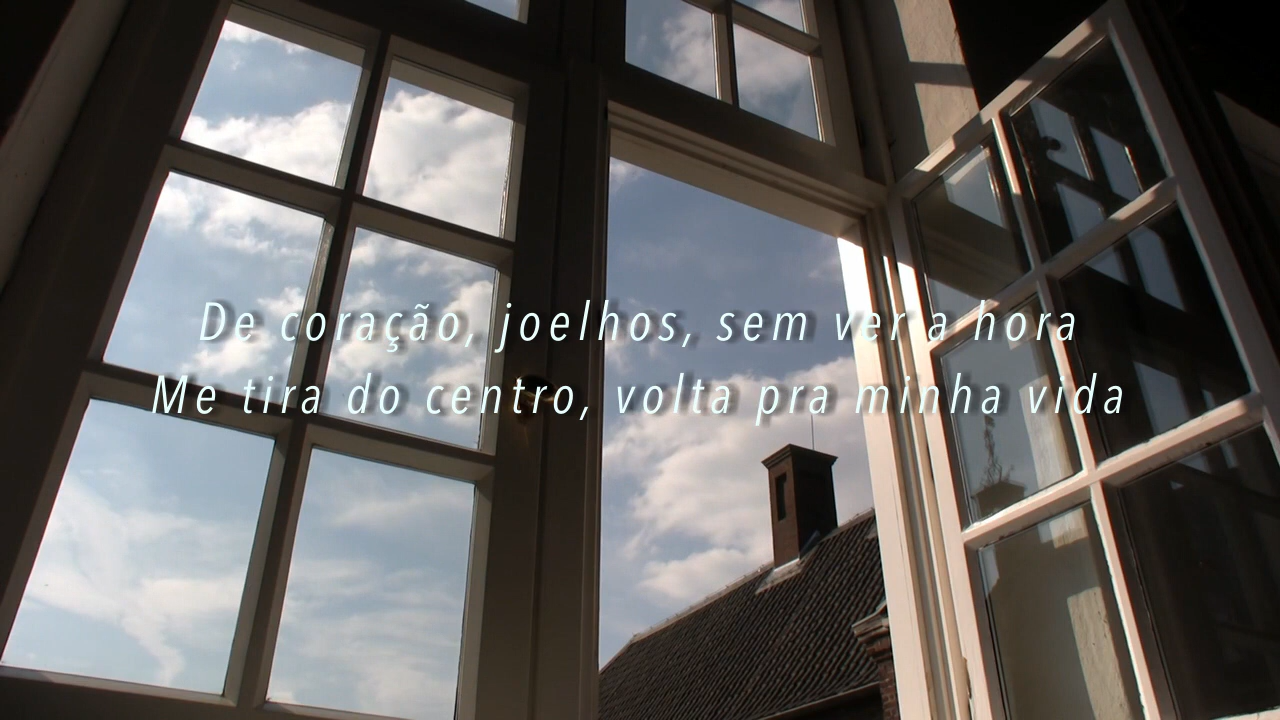 De coração, joelhos, sem ver a hora
Me tira do centro, volta pra minha vida